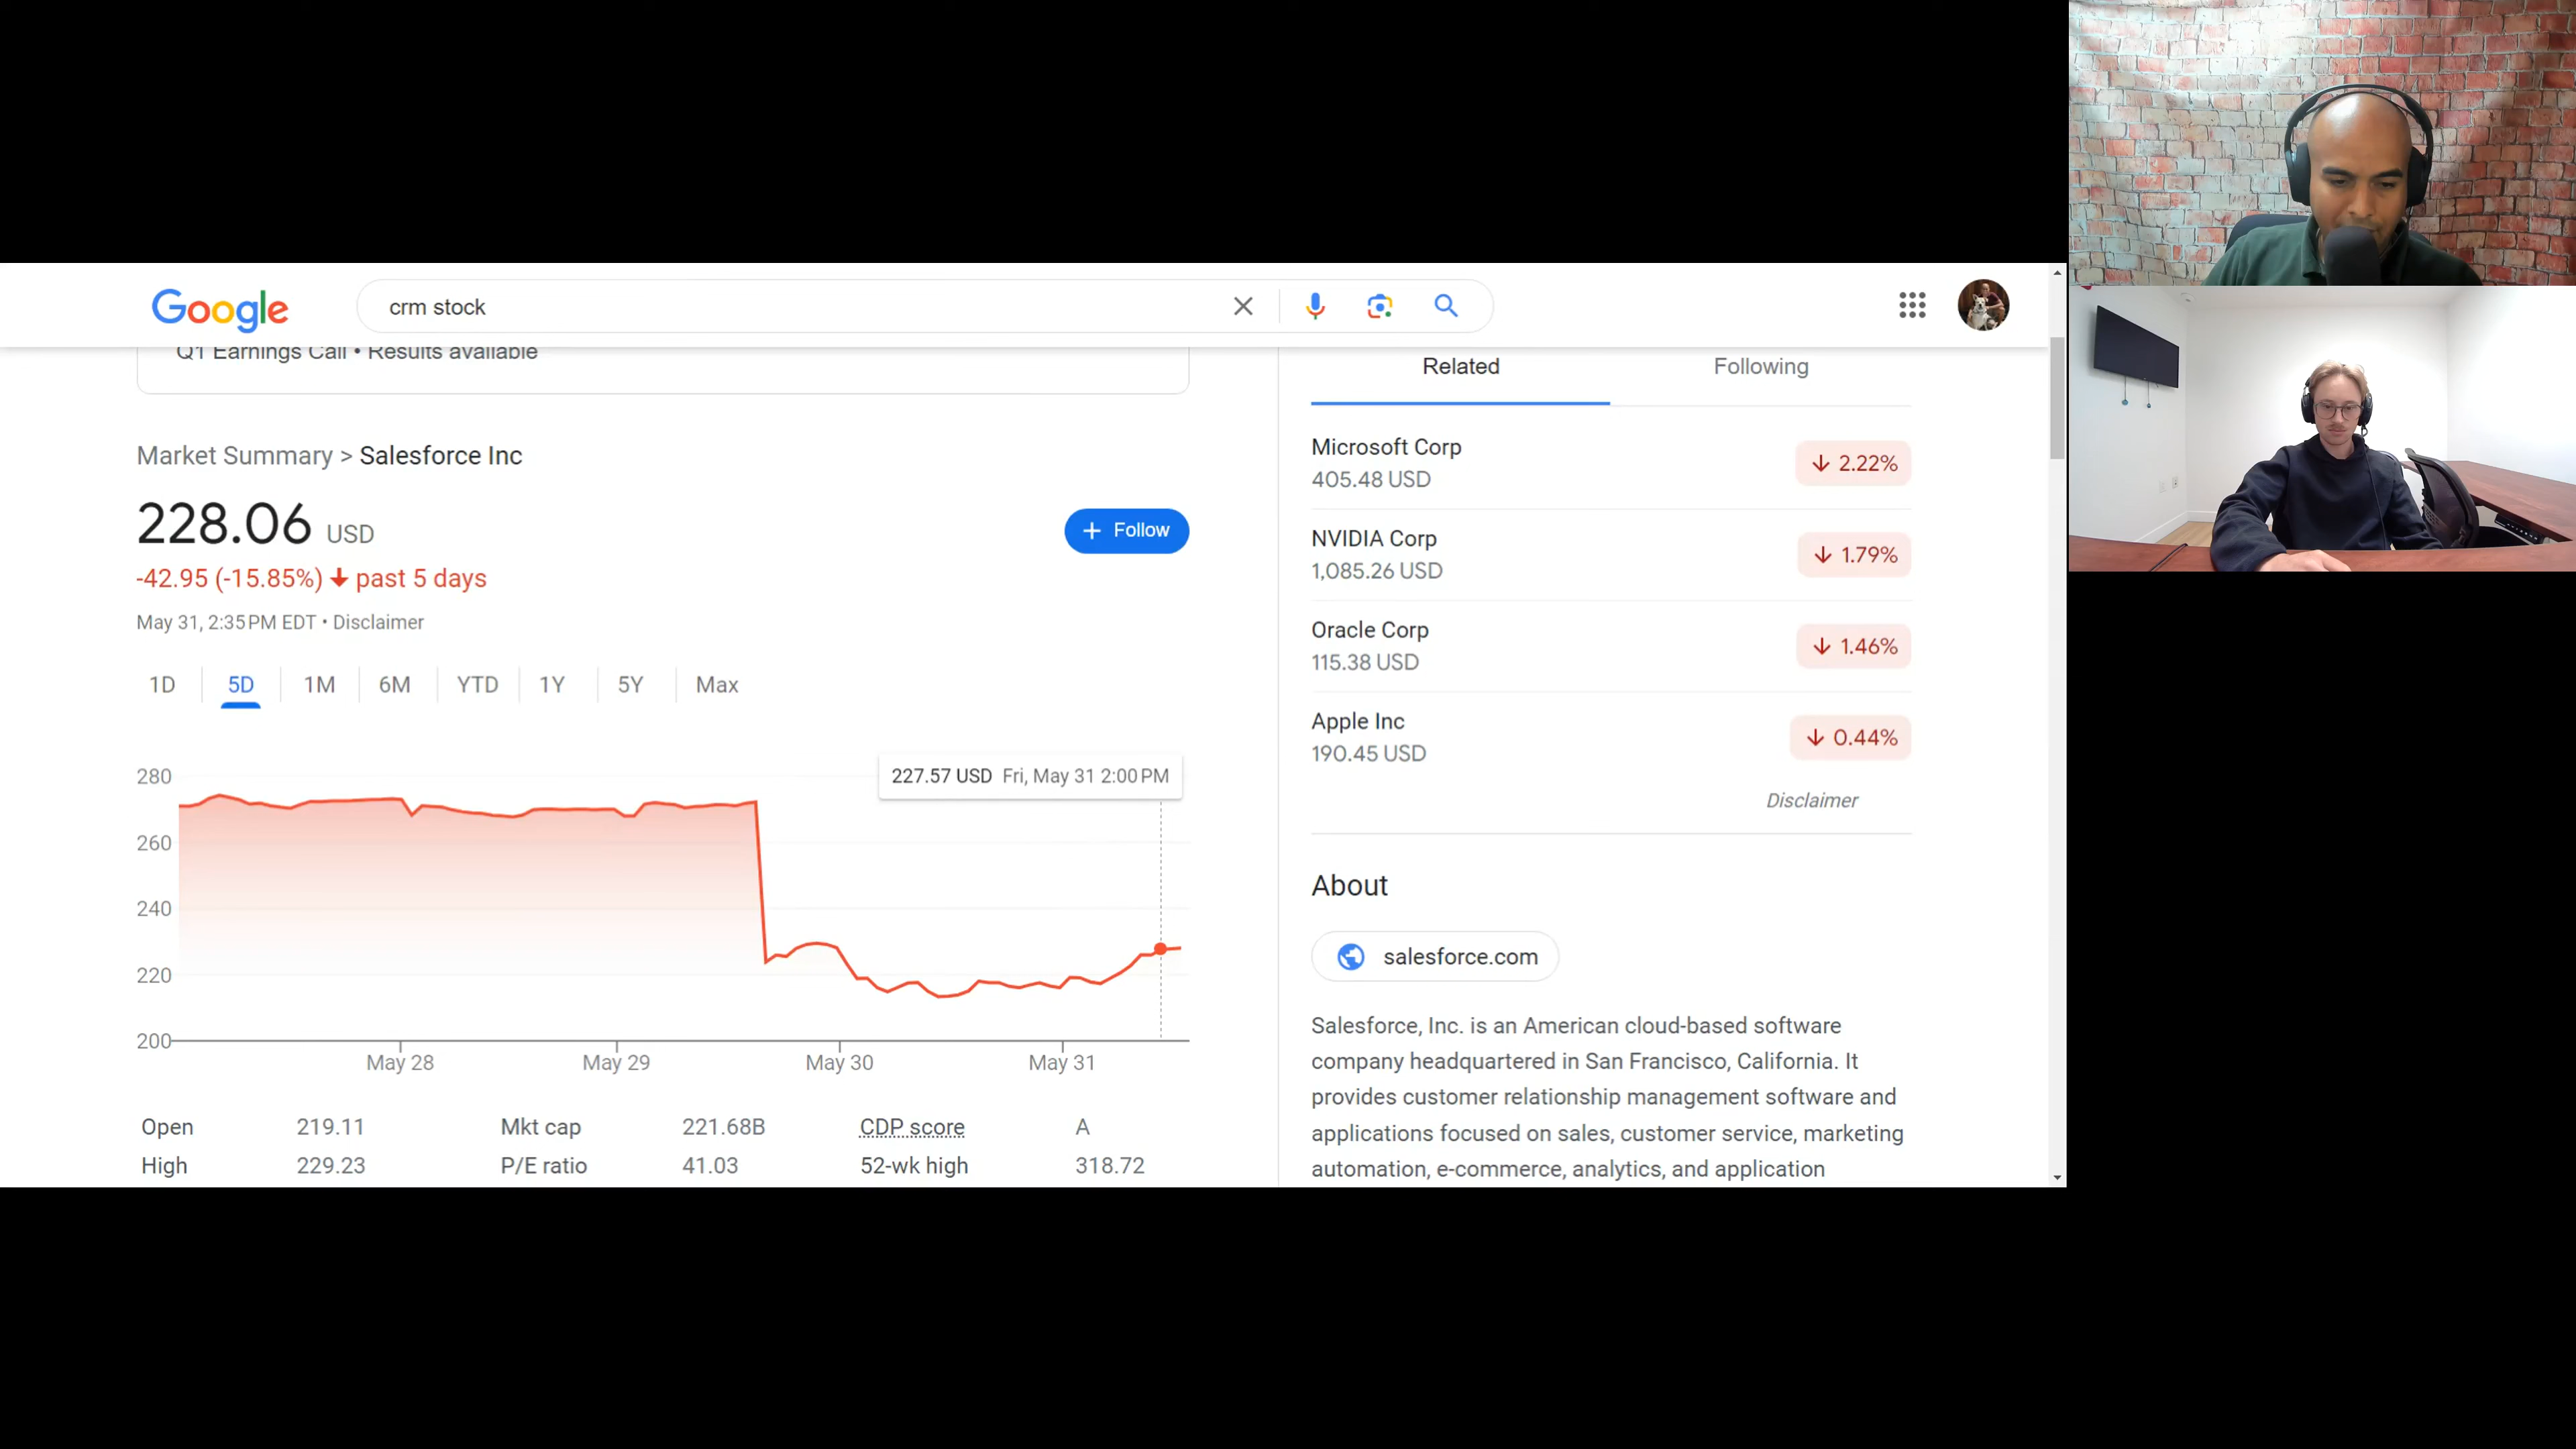 Google
crm stock
Q1 Earnings Call • Results available
Market Summary > Salesforce Inc
228.06 USD
-42.95 (-15.85%) past 5 days
May 31, 2:35 PM EDT • Disclaimer
+ Follow
1D 5D 1M 6M YTD 1Y 5Y Max
227.57 USD Fri, May 31 2:00 PM
280
260
240
220
200
May 28 May 29 May 30 May 31
Open 219.11 Mkt cap 221.68B CDP score A
High 229.23 P/E ratio 41.03 52-wk high 318.72
Related Following
Microsoft Corp
405.48 USD
2.22%
NVIDIA Corp
1,085.26 USD
1.79%
Oracle Corp
115.38 USD
1.46%
Apple Inc
190.45 USD
0.44%
Disclaimer
About
salesforce.com
Salesforce, Inc. is an American cloud-based software
company headquartered in San Francisco, California. It
provides customer relationship management software and
applications focused on sales, customer service, marketing
automation, e-commerce, analytics, and application